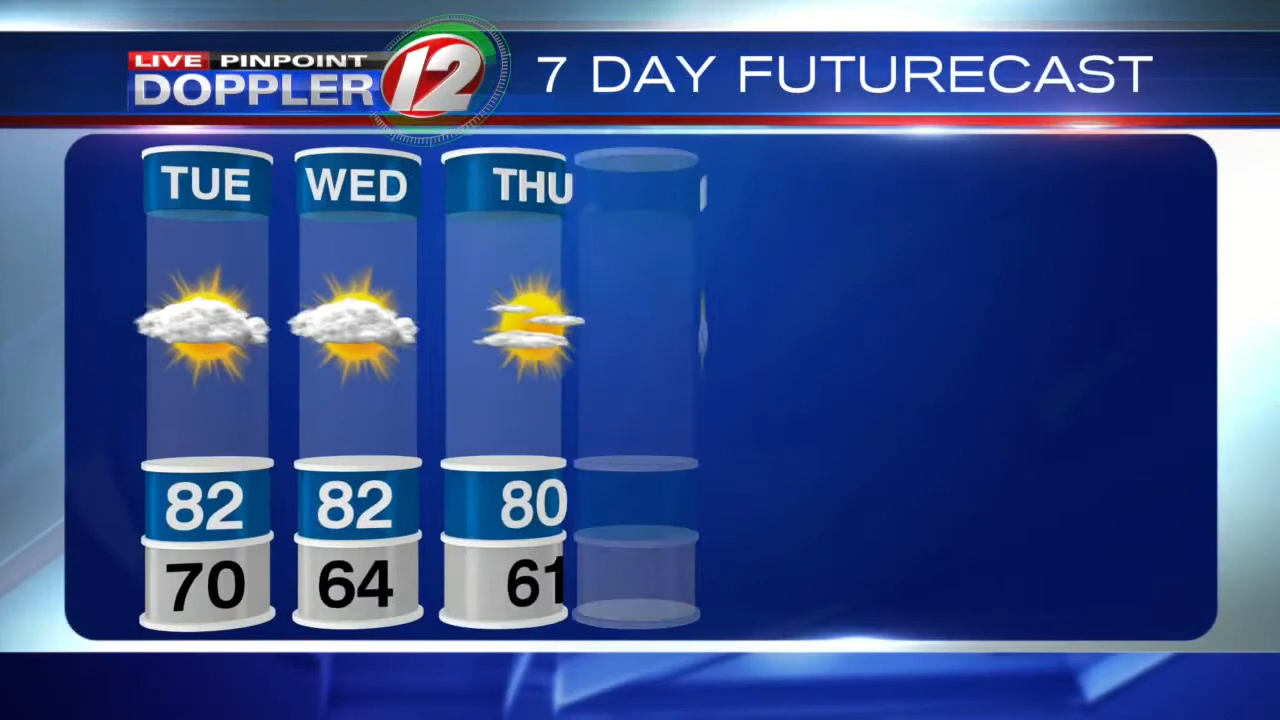 LIVE PINPOINT
DOPPLER 12
7 DAY FUTURECAST
TUE WED THU
82 82 80
70 64 61